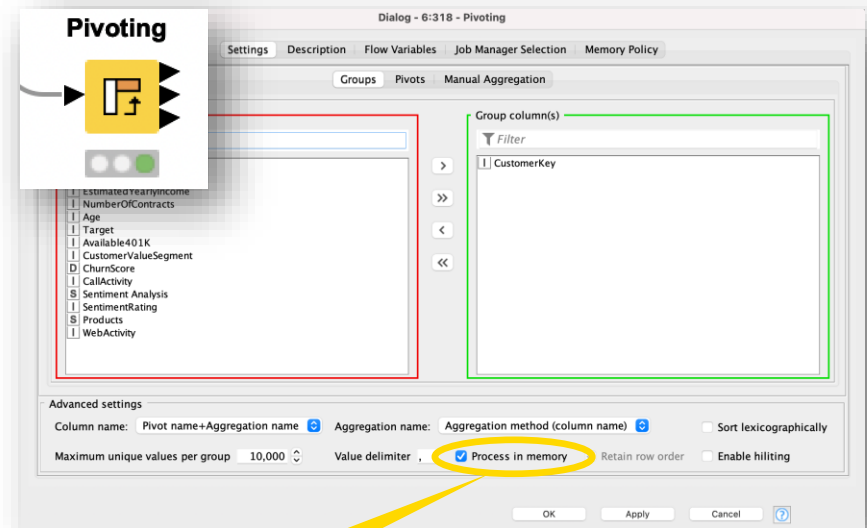 Pivoting
Dialog - 6:318 - Pivoting
Settings Description Flow Variables Job Manager Selection Memory Policy
Groups Pivots Manual Aggregation
Group column(s)
Filter
I CustomerKey
I EstimatedYearlyIncome
I NumberOfContracts
I Age
I Target
I Available401K
I CustomerValueSegment
D ChurnScore
I CallActivity
S Sentiment Analysis
I SentimentRating
S Products
I WebActivity
> 
>>
<
<<
Advanced settings
Column name: Pivot name+Aggregation name Aggregation name: Aggregation method (column name) Sort lexicographically
Maximum unique values per group 10,000 Value delimiter , Process in memory Retain row order Enable hiliting
OK Apply Cancel ?